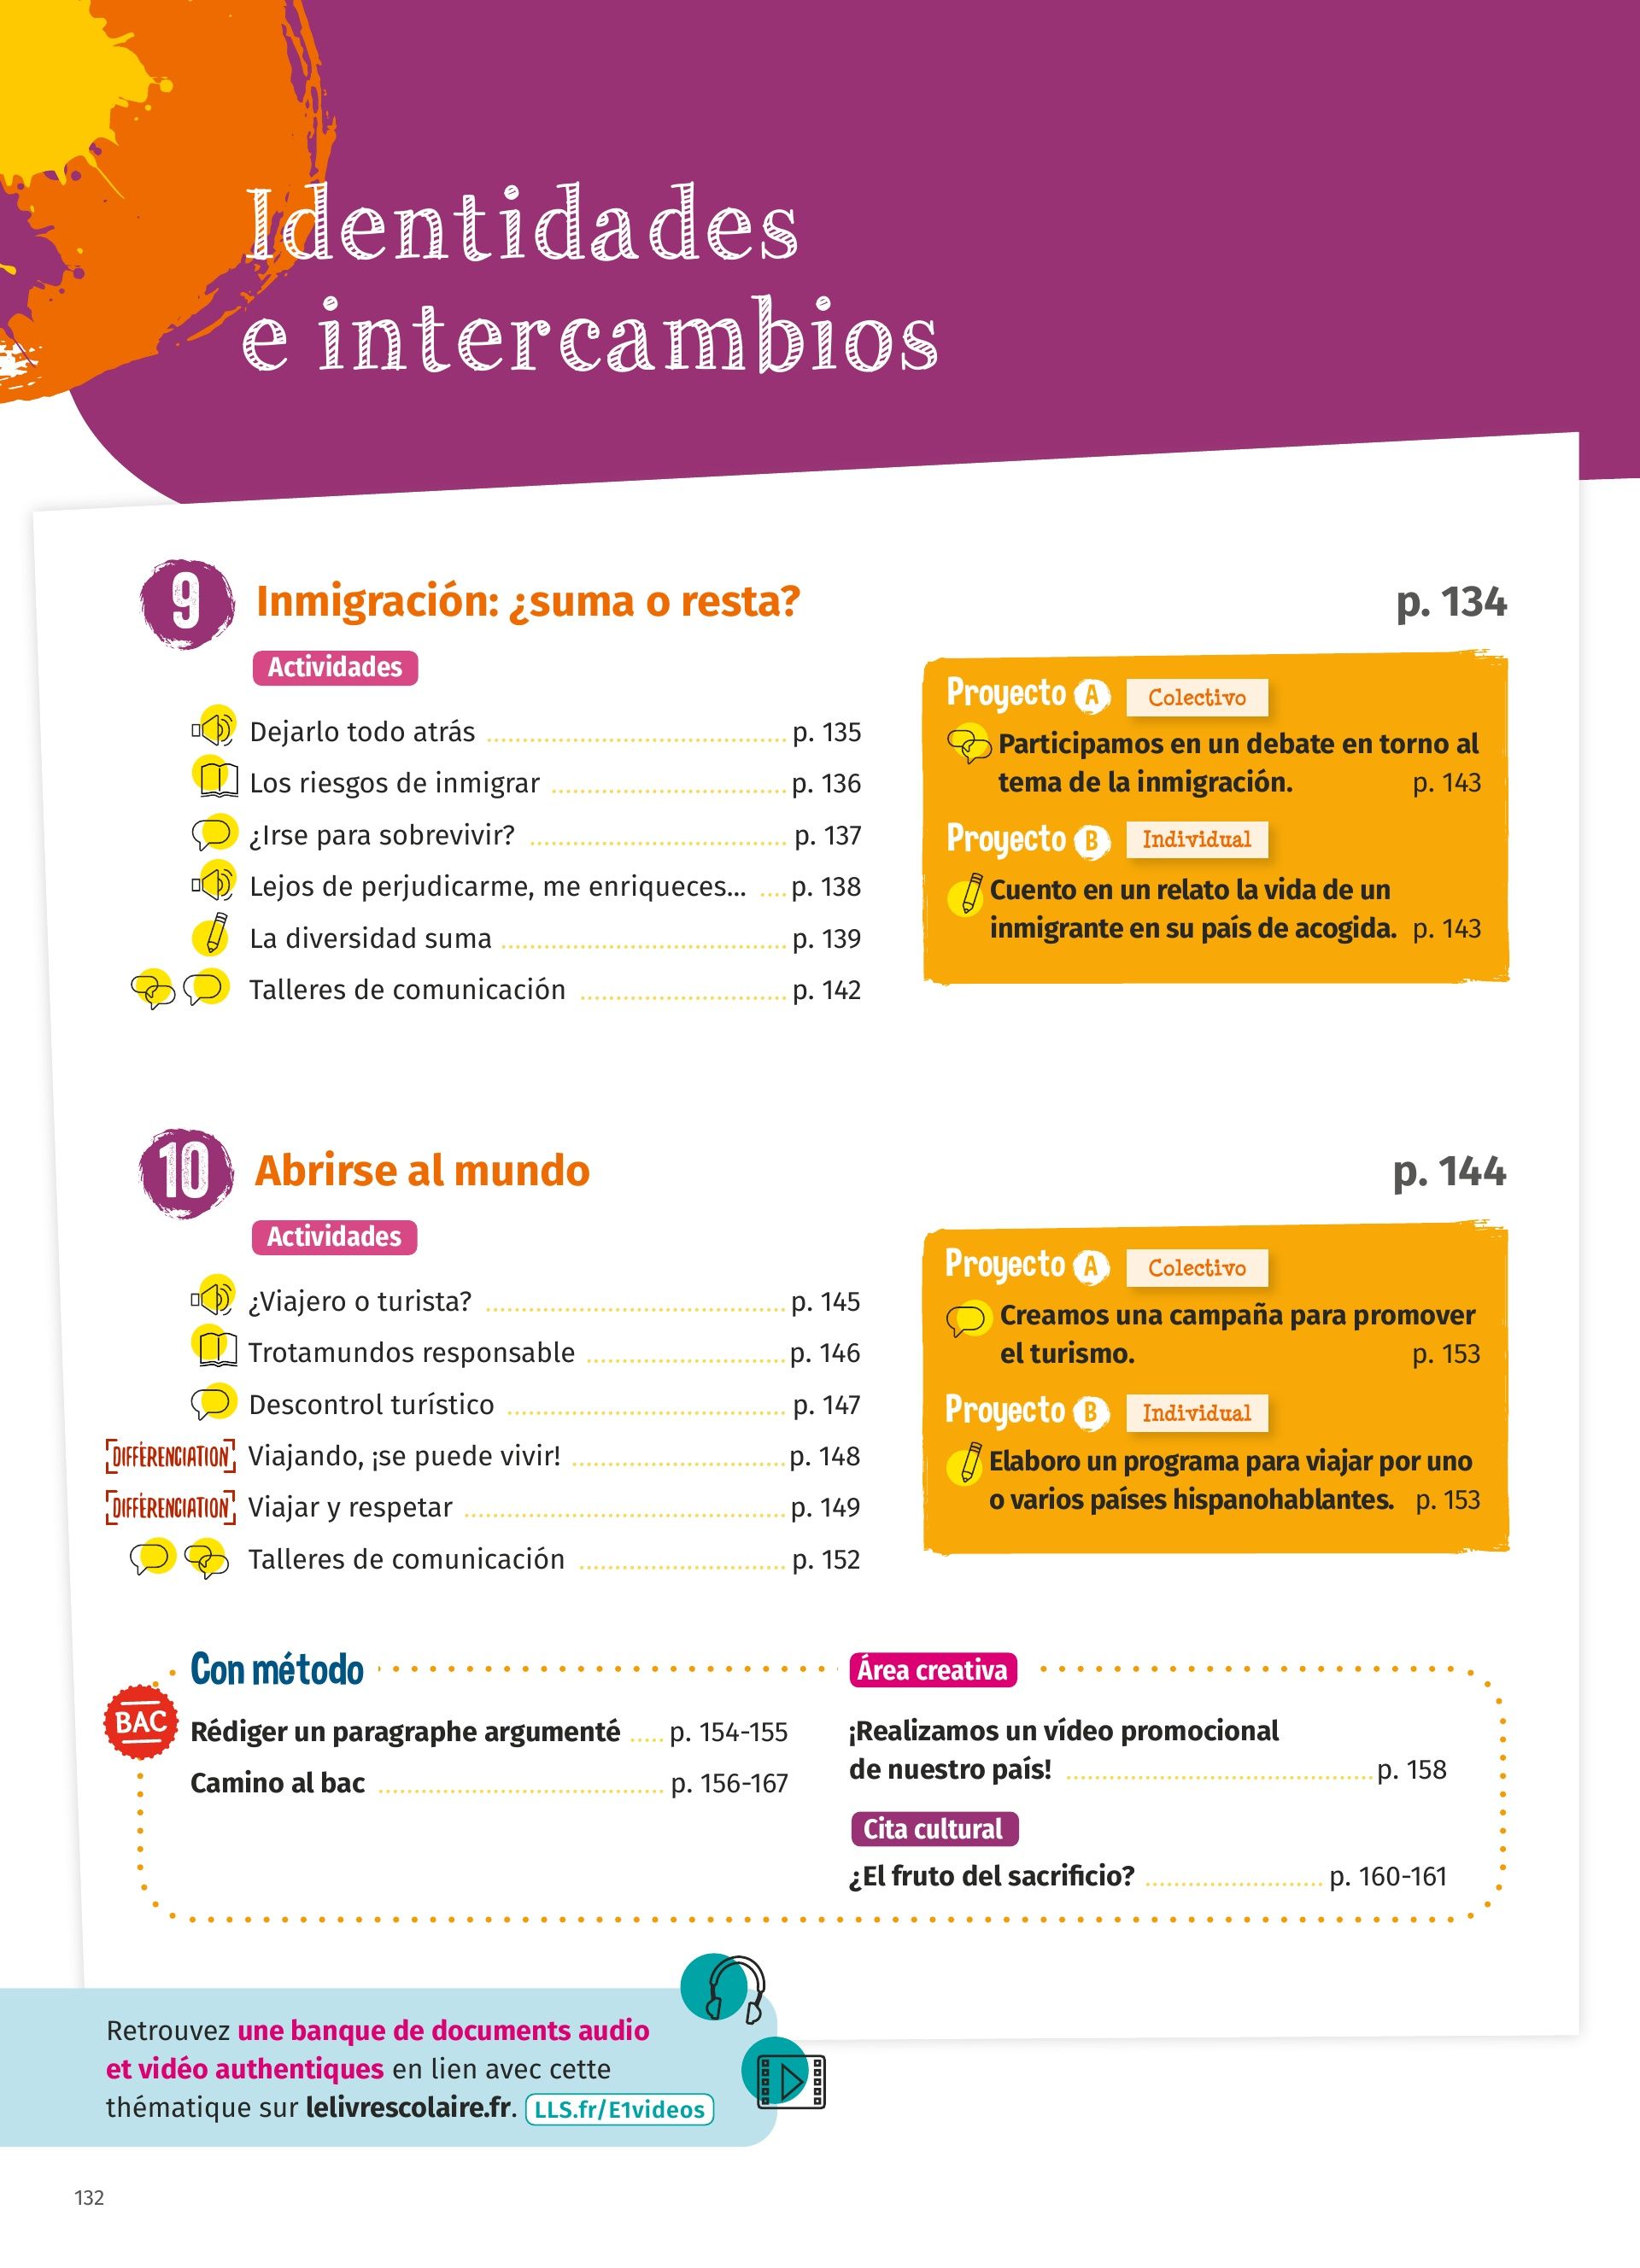 Identidades
e intercambios
9 Inmigración: ¿suma o resta? p. 134
Actividades
Dejarlo todo atrás p. 135
Los riesgos de inmigrar p. 136
¿Irse para sobrevivir? p. 137
Lejos de perjudicarme, me enriqueces... p. 138
La diversidad suma p. 139
Talleres de comunicación p. 142
Proyecto A Colectivo
Participamos en un debate en torno al
tema de la inmigración. p. 143
Proyecto B Individual
Cuento en un relato la vida de un
inmigrante en su país de acogida. p. 143
10 Abrirse al mundo p. 144
Actividades
¿Viajero o turista? p. 145
Trotamundos responsable p. 146
Descontrol turístico p. 147
DIFFÉRENCIATION Viajando, ¡se puede vivir! p. 148
DIFFÉRENCIATION Viajar y respetar p. 149
Talleres de comunicación p. 152
Proyecto A Colectivo
Creamos una campaña para promover
el turismo. p. 153
Proyecto B Individual
Elaboro un programa para viajar por uno
o varios países hispanohablantes. p. 153
Con método
BAC
Rédiger un paragraphe argumenté p. 154-155
Camino al bac p. 156-167
Área creativa
¡Realizamos un vídeo promocional
de nuestro país! p. 158
Cita cultural
¿El fruto del sacrificio? p. 160-161
Retrouvez une banque de documents audio
et vidéo authentiques en lien avec cette
thématique sur lelivrescolaire.fr. LLS.fr/E1videos
132